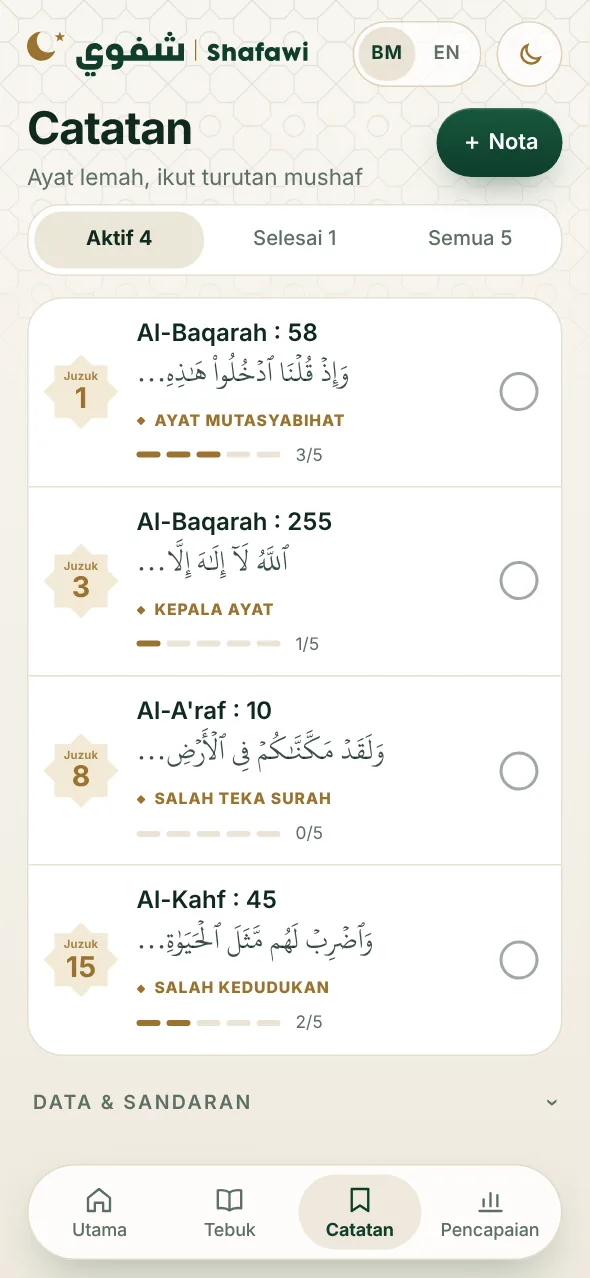 شفوي | Shafawi
BM EN
Catatan
+ Nota
Ayat lemah, ikut turutan mushaf
Aktif 4
Selesai 1
Semua 5
Juzuk 1
Al-Baqarah : 58
وَإِذْ قُلْنَا ٱدْخُلُوا۟ هَـٰذِهِ...
◆ AYAT MUTASYABIHAT
3/5
Juzuk 3
Al-Baqarah : 255
ٱللَّهُ لَآ إِلَـٰهَ إِلَّا...
◆ KEPALA AYAT
1/5
Juzuk 8
Al-A'raf : 10
وَلَقَدْ مَكَّنَّـٰكُمْ فِى ٱلْأَرْضِ...
◆ SALAH TEKA SURAH
0/5
Juzuk 15
Al-Kahf : 45
وَٱضْرِبْ لَهُم مَّثَلَ ٱلْحَيَوٰةِ...
◆ SALAH KEDUDUKAN
2/5
DATA & SANDARAN
Utama
Tebuk
Catatan
Pencapaian